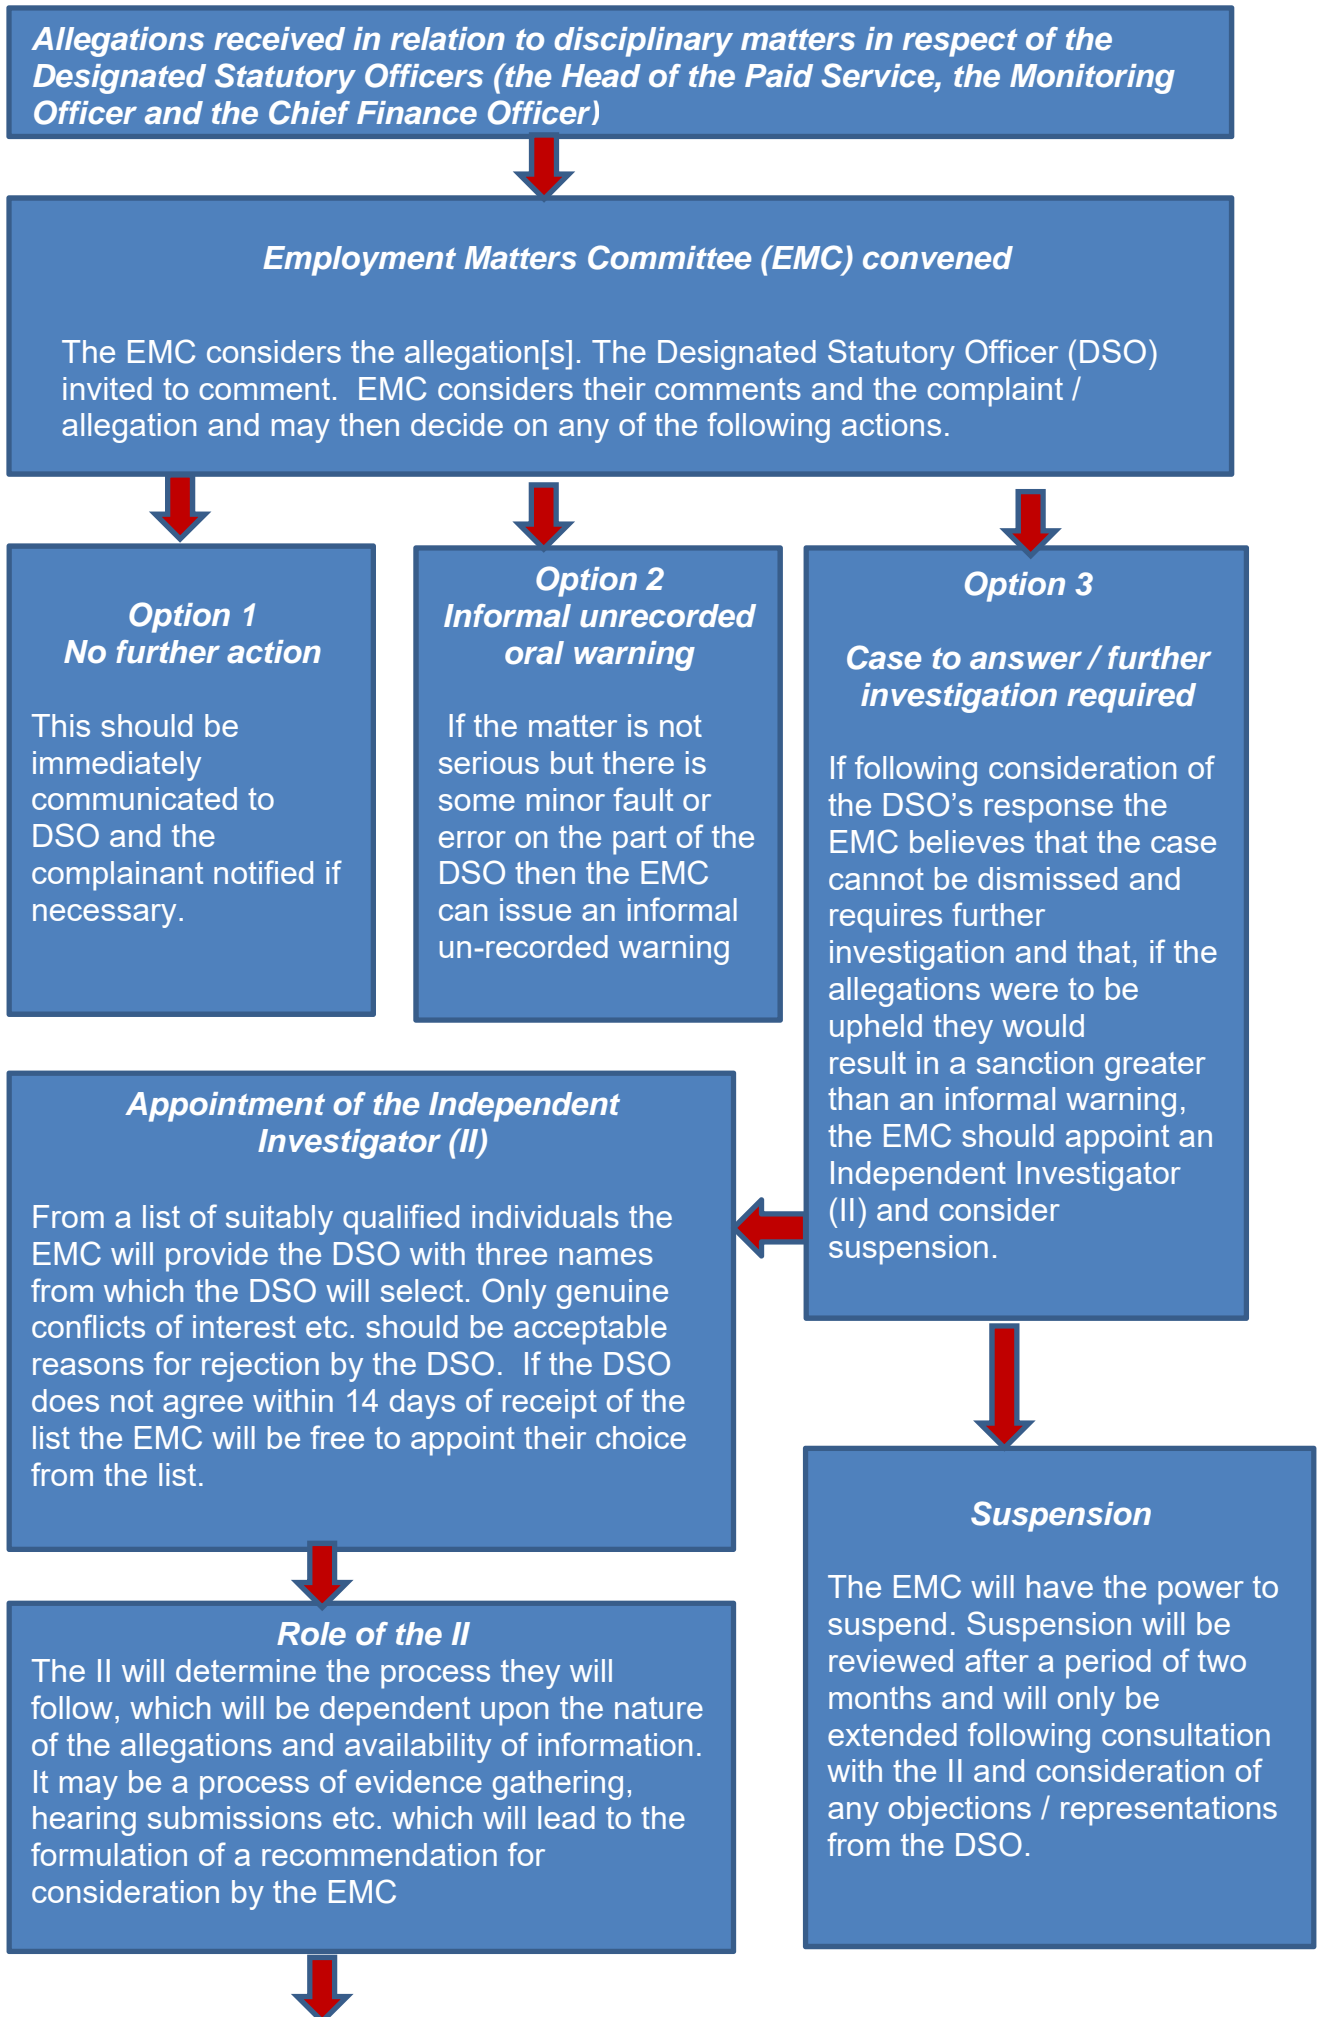 Allegations received in relation to disciplinary matters in respect of the
Designated Statutory Officers (the Head of the Paid Service, the Monitoring
Officer and the Chief Finance Officer)
Employment Matters Committee (EMC) convened
The EMC considers the allegation[s]. The Designated Statutory Officer (DSO)
invited to comment. EMC considers their comments and the complaint /
allegation and may then decide on any of the following actions.
Option 1
No further action
This should be
immediately
communicated to
DSO and the
complainant notified if
necessary.
Option 2
Informal unrecorded
oral warning
If the matter is not
serious but there is
some minor fault or
error on the part of the
DSO then the EMC
can issue an informal
un-recorded warning
Option 3
Case to answer / further
investigation required
If following consideration of
the DSO’s response the
EMC believes that the case
cannot be dismissed and
requires further
investigation and that, if the
allegations were to be
upheld they would
result in a sanction greater
than an informal warning,
the EMC should appoint an
Independent Investigator
(II) and consider
suspension.
Appointment of the Independent
Investigator (II)
From a list of suitably qualified individuals the
EMC will provide the DSO with three names
from which the DSO will select. Only genuine
conflicts of interest etc. should be acceptable
reasons for rejection by the DSO. If the DSO
does not agree within 14 days of receipt of the
list the EMC will be free to appoint their choice
from the list.
Suspension
The EMC will have the power to
suspend. Suspension will be
reviewed after a period of two
months and will only be
extended following consultation
with the II and consideration of
any objections / representations
from the DSO.
Role of the II
The II will determine the process they will
follow, which will be dependent upon the nature
of the allegations and availability of information.
It may be a process of evidence gathering,
hearing submissions etc. which will lead to the
formulation of a recommendation for
consideration by the EMC